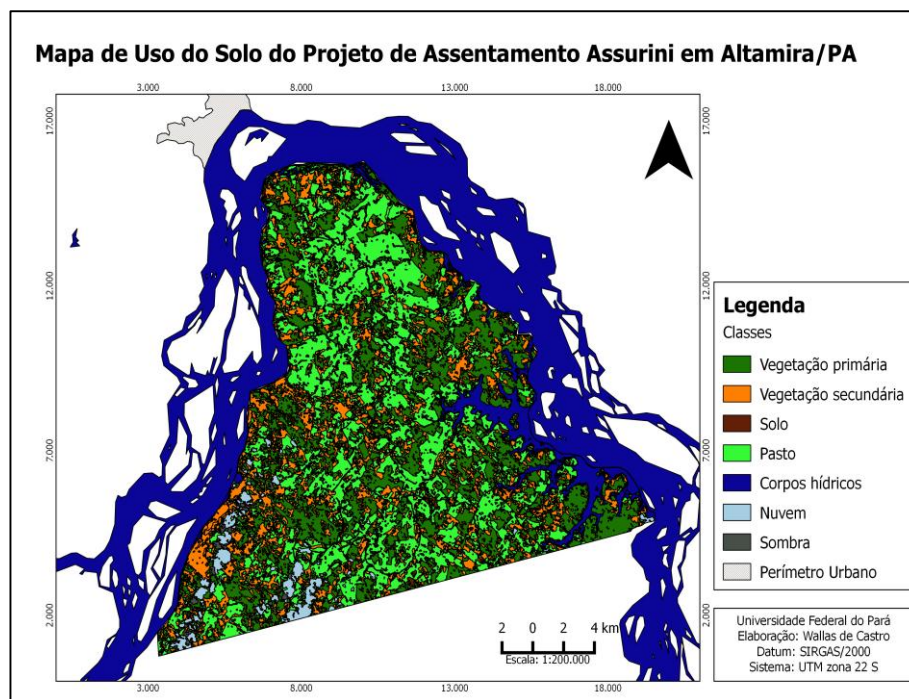 Mapa de Uso do Solo do Projeto de Assentamento Assurini em Altamira/PA
3.000 8.000 13.000 18.000
17.000 17.000
12.000 12.000
7.000 7.000
2.000 2.000
Legenda
Classes
Vegetação primária
Vegetação secundária
Solo
Pasto
Corpos hídricos
Nuvem
Sombra
Perímetro Urbano
2 0 2 4 km
Escala: 1:200.000
3.000 8.000 13.000 18.000
Universidade Federal do Pará
Elaboração: Wallas de Castro
Datum: SIRGAS/2000
Sistema: UTM zona 22 S